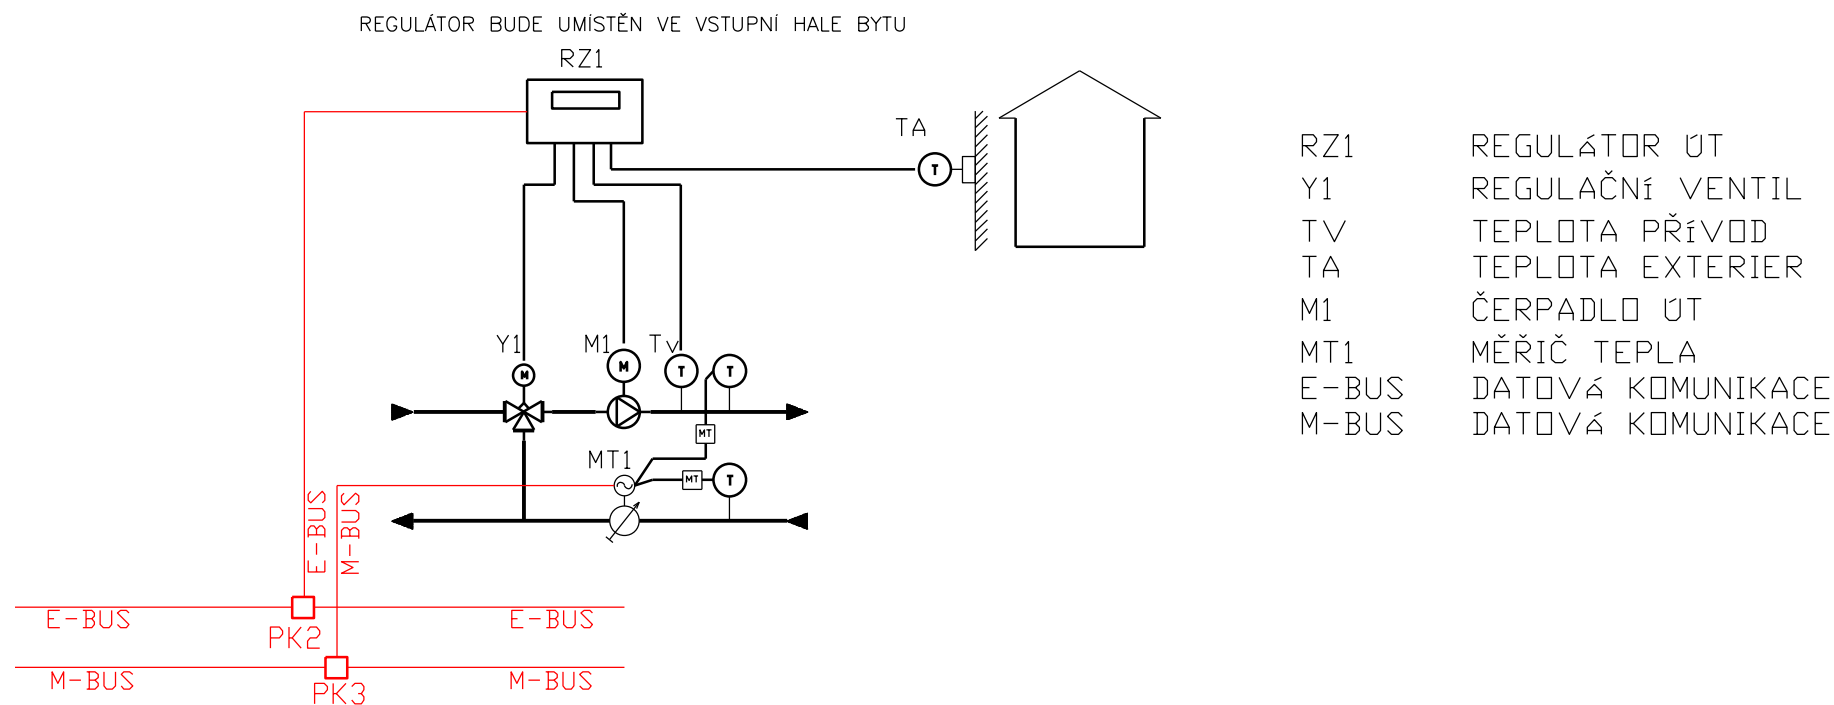 REGULÁTOR BUDE UMÍSTĚN VE VSTUPNÍ HALE BYTU
RZ1
TA
T
RZ1 REGULáTOR ÚT
Y1 REGULAČNí VENTIL
TV TEPLOTA PŘíVOD
TA TEPLOTA EXTERIER
M1 ČERPADLO ÚT
MT1 MĚŘIČ TEPLA
E-BUS DATOVá KOMUNIKACE
M-BUS DATOVá KOMUNIKACE
Y1 M1 Tv
M M T T
MT
MT1
MT T
E-BUS
M-BUS
E-BUS E-BUS
PK2
M-BUS M-BUS
PK3